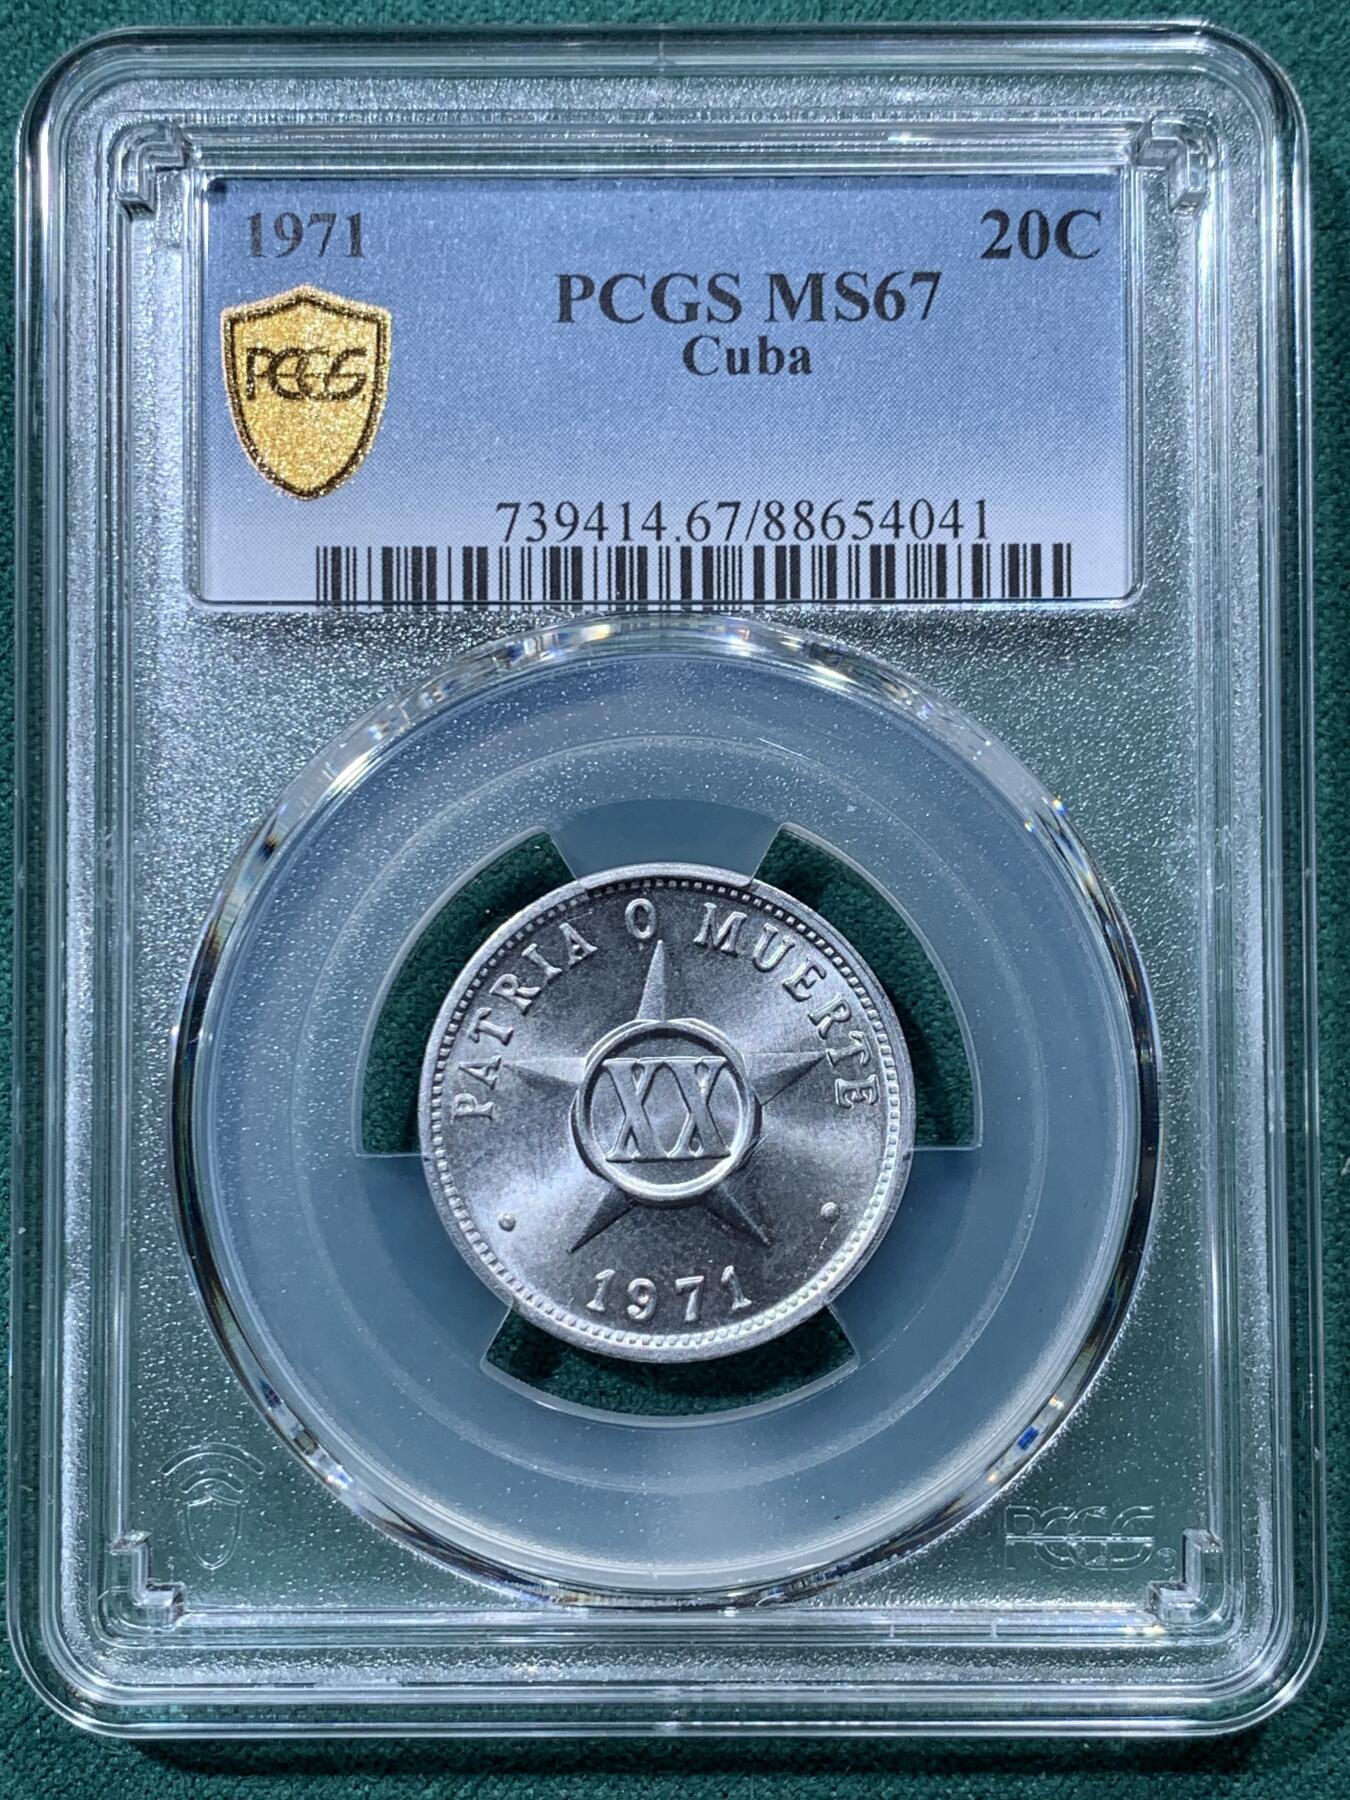 1971
20C
PCGS MS67
Cuba
PCGS
739414.67/88654041
PATRIA O MUERTE
XX
1971
PCGS